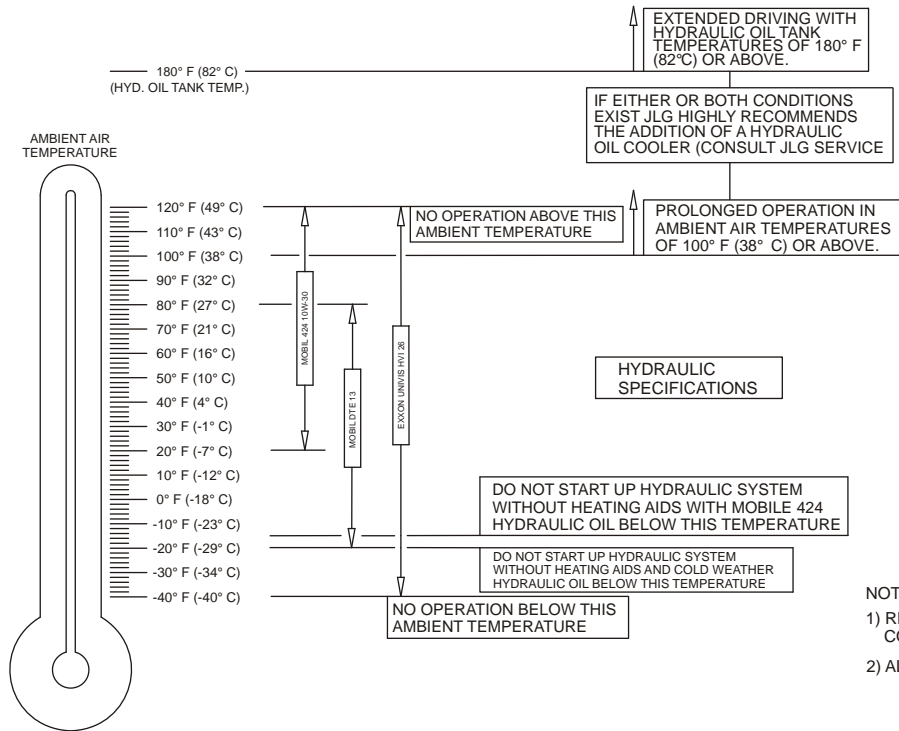 EXTENDED DRIVING WITH
HYDRAULIC OIL TANK
TEMPERATURES OF 180° F
(82°C) OR ABOVE.
180° F (82° C)
(HYD. OIL TANK TEMP.)
IF EITHER OR BOTH CONDITIONS
EXIST JLG HIGHLY RECOMMENDS
THE ADDITION OF A HYDRAULIC
OIL COOLER (CONSULT JLG SERVICE
AMBIENT AIR
TEMPERATURE
120° F (49° C)
110° F (43° C)
100° F (38° C)
90° F (32° C)
80° F (27° C)
70° F (21° C)
60° F (16° C)
50° F (10° C)
40° F (4° C)
30° F (-1° C)
20° F (-7° C)
10° F (-12° C)
0° F (-18° C)
-10° F (-23° C)
-20° F (-29° C)
-30° F (-34° C)
-40° F (-40° C)
NO OPERATION ABOVE THIS
AMBIENT TEMPERATURE
PROLONGED OPERATION IN
AMBIENT AIR TEMPERATURES
OF 100° F (38° C) OR ABOVE.
MOBIL 424 10W-30
MOBIL DTE 13
EXXON UNIVIS HVI 26
HYDRAULIC
SPECIFICATIONS
DO NOT START UP HYDRAULIC SYSTEM
WITHOUT HEATING AIDS WITH MOBILE 424
HYDRAULIC OIL BELOW THIS TEMPERATURE
DO NOT START UP HYDRAULIC SYSTEM
WITHOUT HEATING AIDS AND COLD WEATHER
HYDRAULIC OIL BELOW THIS TEMPERATURE
NO OPERATION BELOW THIS
AMBIENT TEMPERATURE
1)
2)